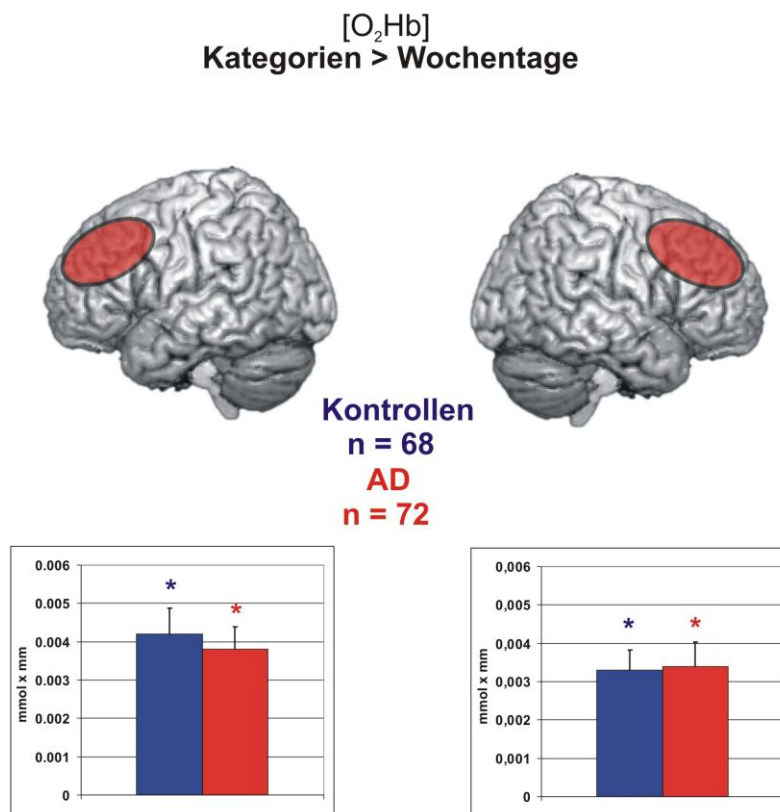 [O₂Hb]
Kategorien > Wochentage
Kontrollen
n = 68
AD
n = 72
0.006
0.005
0.004
0.003
0.002
0.001
0
mmol x mm
*
*
0,006
0,005
0,004
0,003
0,002
0,001
0
mmol x mm
*
*